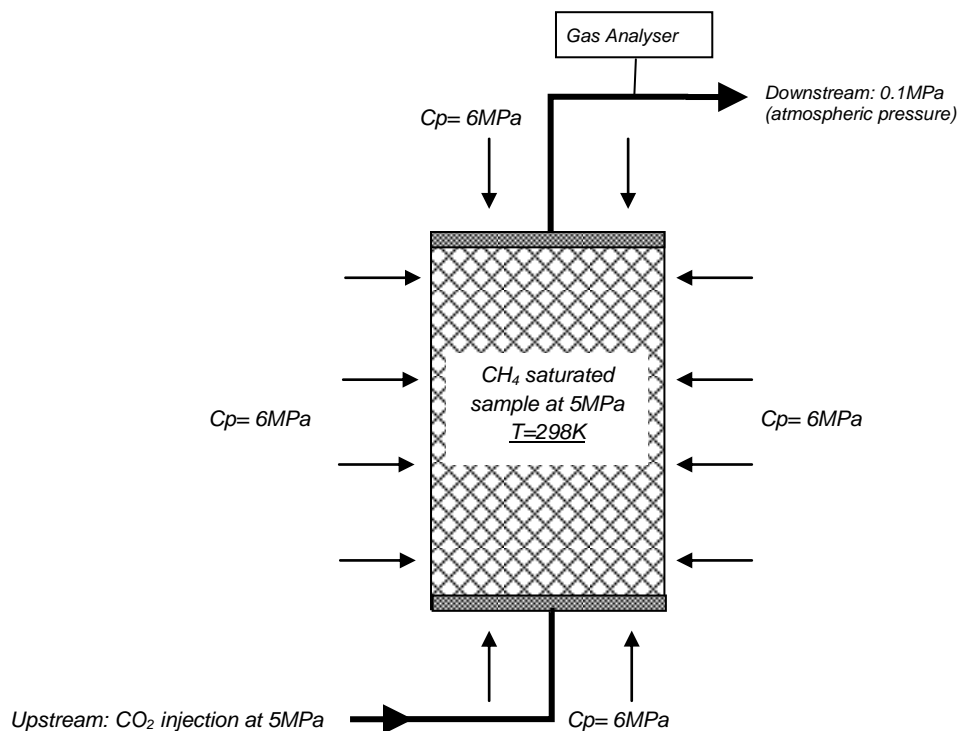 Gas Analyser
Downstream: 0.1MPa
(atmospheric pressure)
Cp= 6MPa
CH₄ saturated
sample at 5MPa
T=298K
Cp= 6MPa
Cp= 6MPa
Upstream: CO₂ injection at 5MPa
Cp= 6MPa